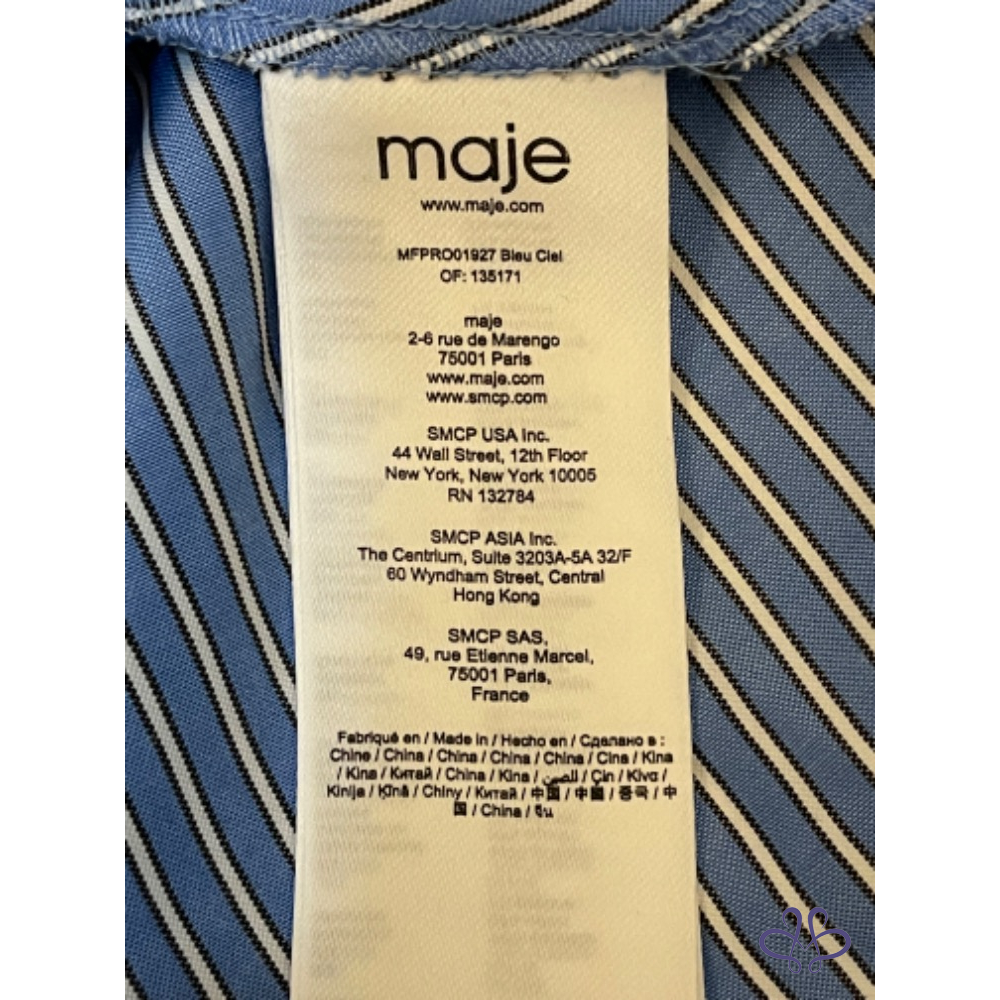 maje
www.maje.com
MFPRO01927 Bleu Ciel
OF: 135171
maje
2-6 rue de Marengo
75001 Paris
www.maje.com
www.smcp.com
SMCP USA Inc.
44 Wall Street, 12th Floor
New York, New York 10005
RN 132784
SMCP ASIA Inc.
The Centrium, Suite 3203A-5A 32/F
60 Wyndham Street, Central
Hong Kong
SMCP SAS,
49, rue Etienne Marcel,
75001 Paris,
France
Fabriqué en / Made in / Hecho en / Сделано в :
Chine / China / China / China / China / Cina / Kina
/ Kina / Китай / China / Kina / الصين / Çin / Κίνα /
Kinija / Ķīnā / Chiny / Китай / 中国 / 中國 / 중국 / 中
国 / China / จีน